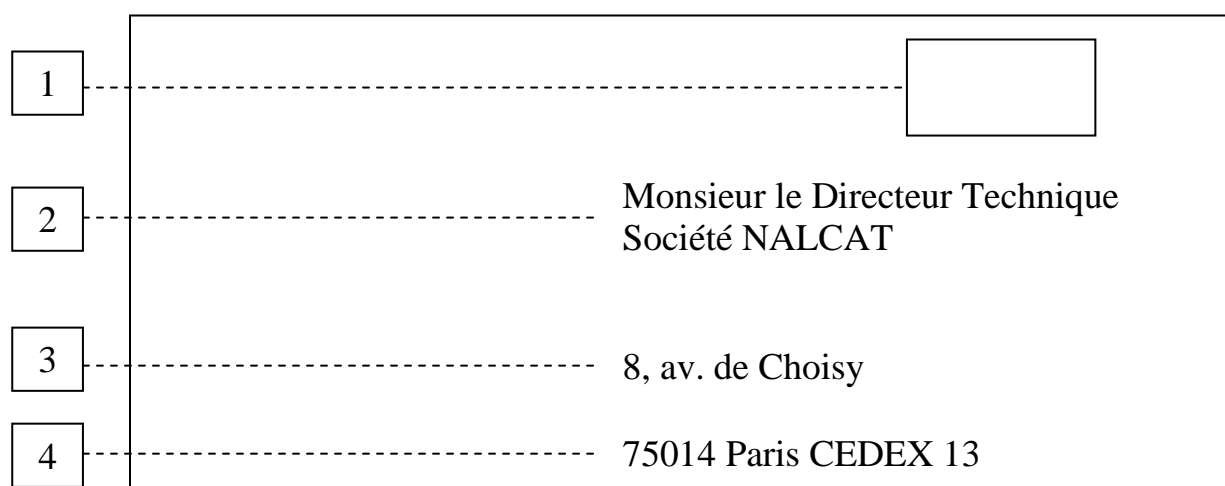 1
2
Monsieur le Directeur Technique
Société NALCAT
3
8, av. de Choisy
4
75014 Paris CEDEX 13